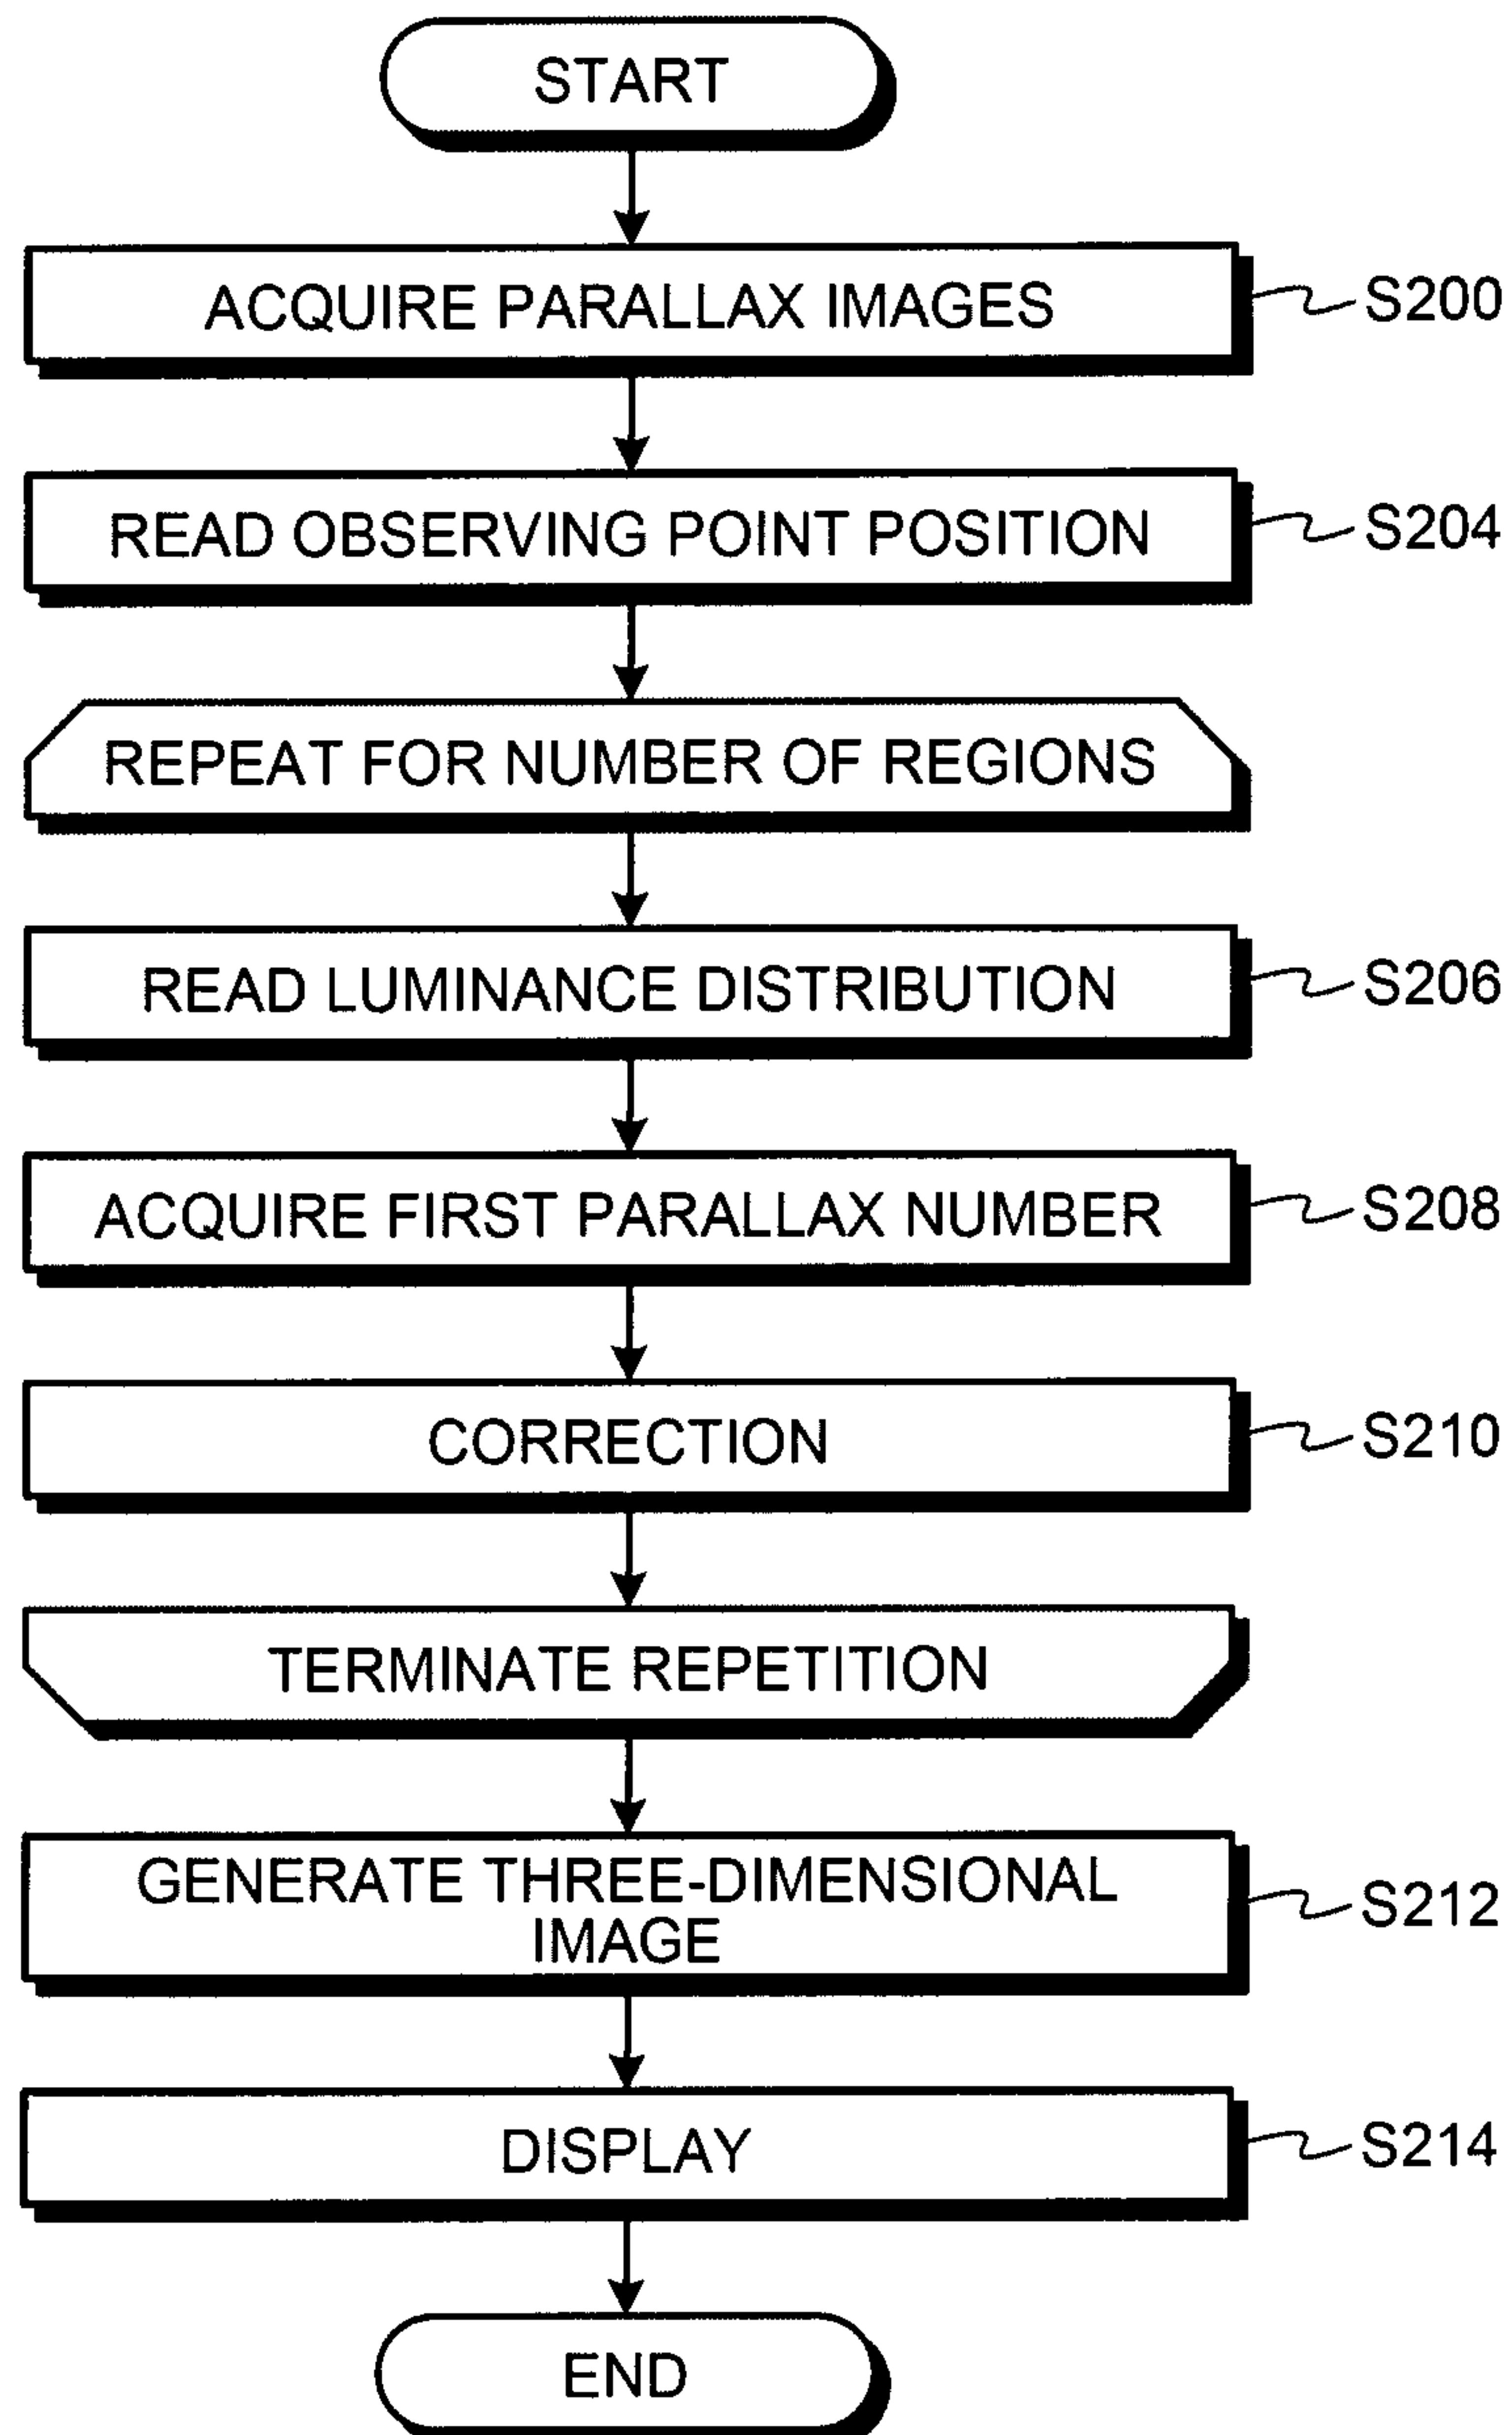 START
ACQUIRE PARALLAX IMAGES
S200
READ OBSERVING POINT POSITION
S204
REPEAT FOR NUMBER OF REGIONS
READ LUMINANCE DISTRIBUTION
S206
ACQUIRE FIRST PARALLAX NUMBER
S208
CORRECTION
S210
TERMINATE REPETITION
GENERATE THREE-DIMENSIONAL
IMAGE
S212
DISPLAY
S214
END